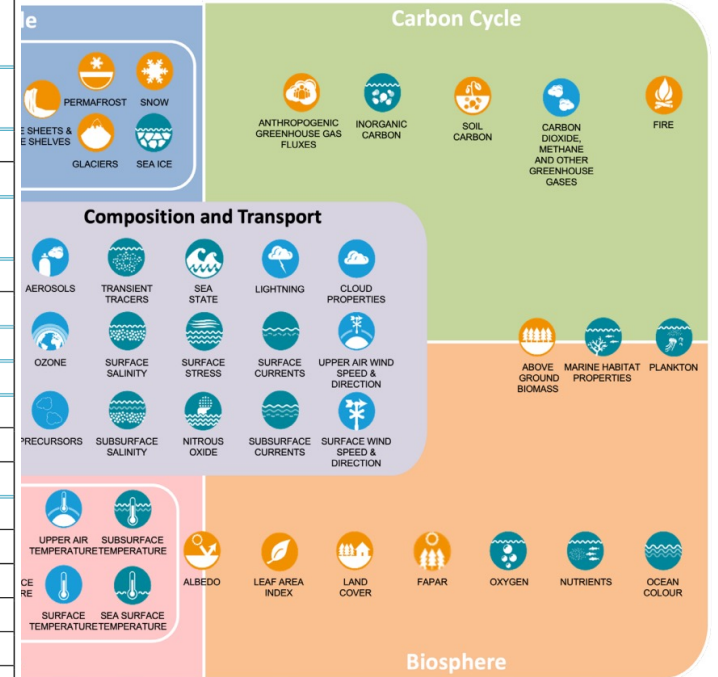 le
Carbon Cycle
PERMAFROST
SNOW
E SHEETS &
E SHELVES
GLACIERS
SEA ICE
ANTHROPOGENIC
GREENHOUSE GAS
FLUXES
INORGANIC
CARBON
SOIL
CARBON
CARBON
DIOXIDE,
METHANE
AND OTHER
GREENHOUSE
GASES
FIRE
Composition and Transport
AEROSOLS
TRANSIENT
TRACERS
SEA
STATE
LIGHTNING
CLOUD
PROPERTIES
OZONE
SURFACE
SALINITY
SURFACE
STRESS
SURFACE
CURRENTS
UPPER AIR WIND
SPEED &
DIRECTION
ABOVE
GROUND
BIOMASS
MARINE HABITAT
PROPERTIES
PLANKTON
PRECURSORS
SUBSURFACE
SALINITY
NITROUS
OXIDE
SUBSURFACE
CURRENTS
SURFACE WIND
SPEED &
DIRECTION
UPPER AIR
TEMPERATURE
SUBSURFACE
TEMPERATURE
CE
RE
SURFACE
TEMPERATURE
SEA SURFACE
TEMPERATURE
ALBEDO
LEAF AREA
INDEX
LAND
COVER
FAPAR
OXYGEN
NUTRIENTS
OCEAN
COLOUR
Biosphere